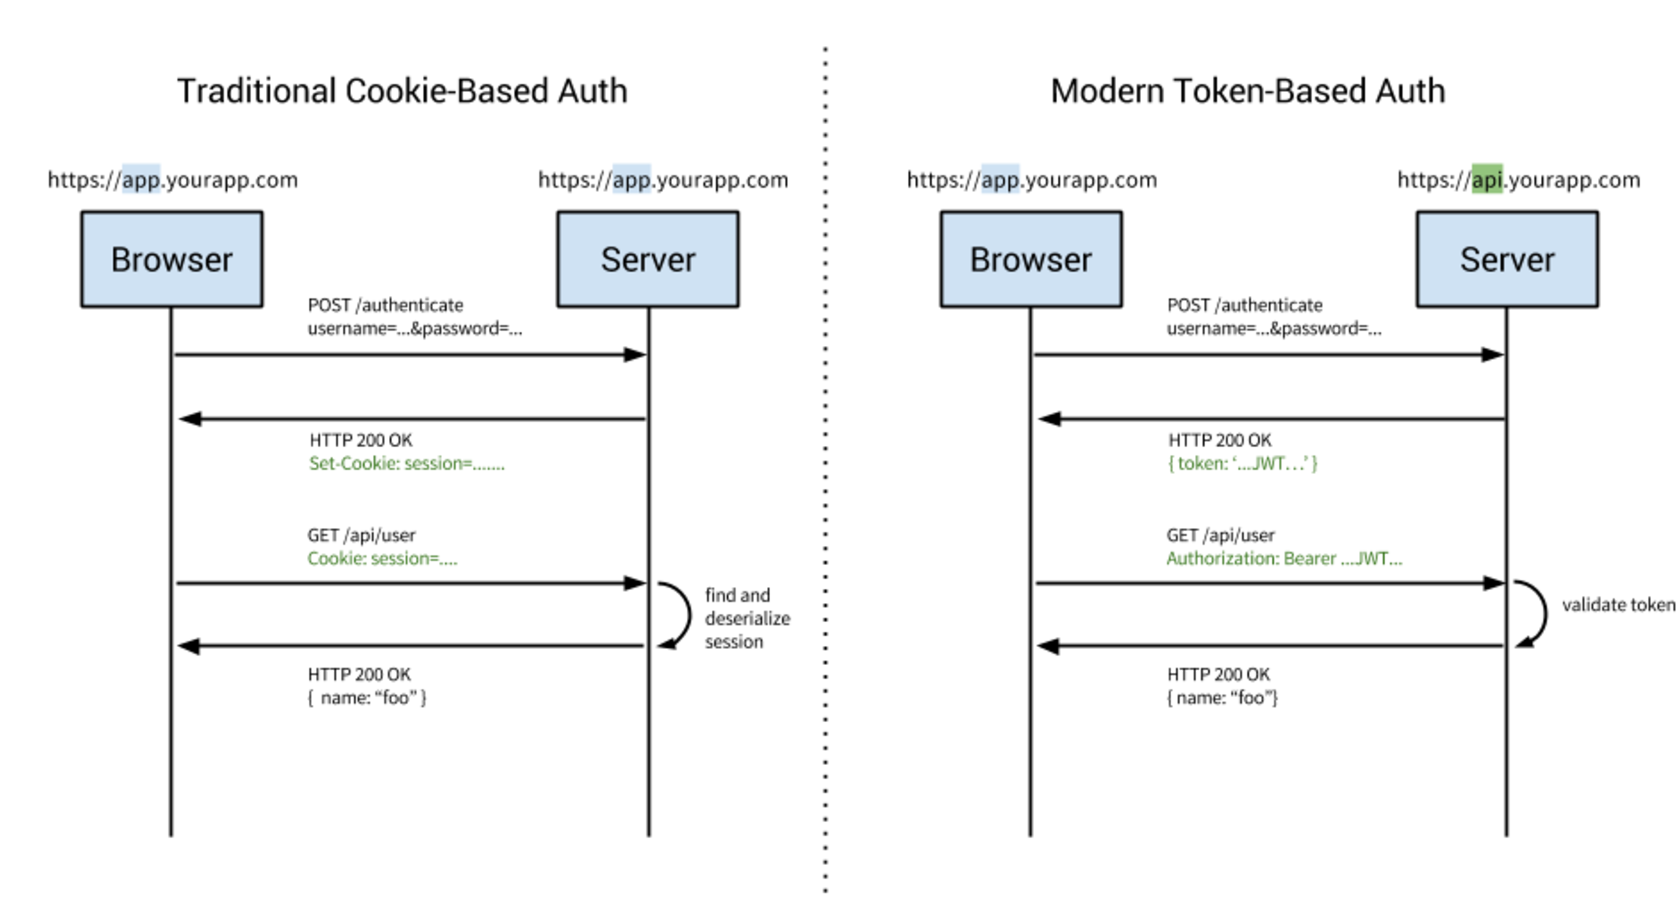 Traditional Cookie-Based Auth
https://app.yourapp.com
https://app.yourapp.com
Browser
Server
POST /authenticate
username=...&password=...
HTTP 200 OK
Set-Cookie: session=.......
GET /api/user
Cookie: session=....
find and
deserialize
session
HTTP 200 OK
{  name: “foo” }
Modern Token-Based Auth
https://app.yourapp.com
https://api.yourapp.com
Browser
Server
POST /authenticate
username=...&password=...
HTTP 200 OK
{ token: ‘...JWT...’ }
GET /api/user
Authorization: Bearer ...JWT...
validate token
HTTP 200 OK
{ name: “foo”}